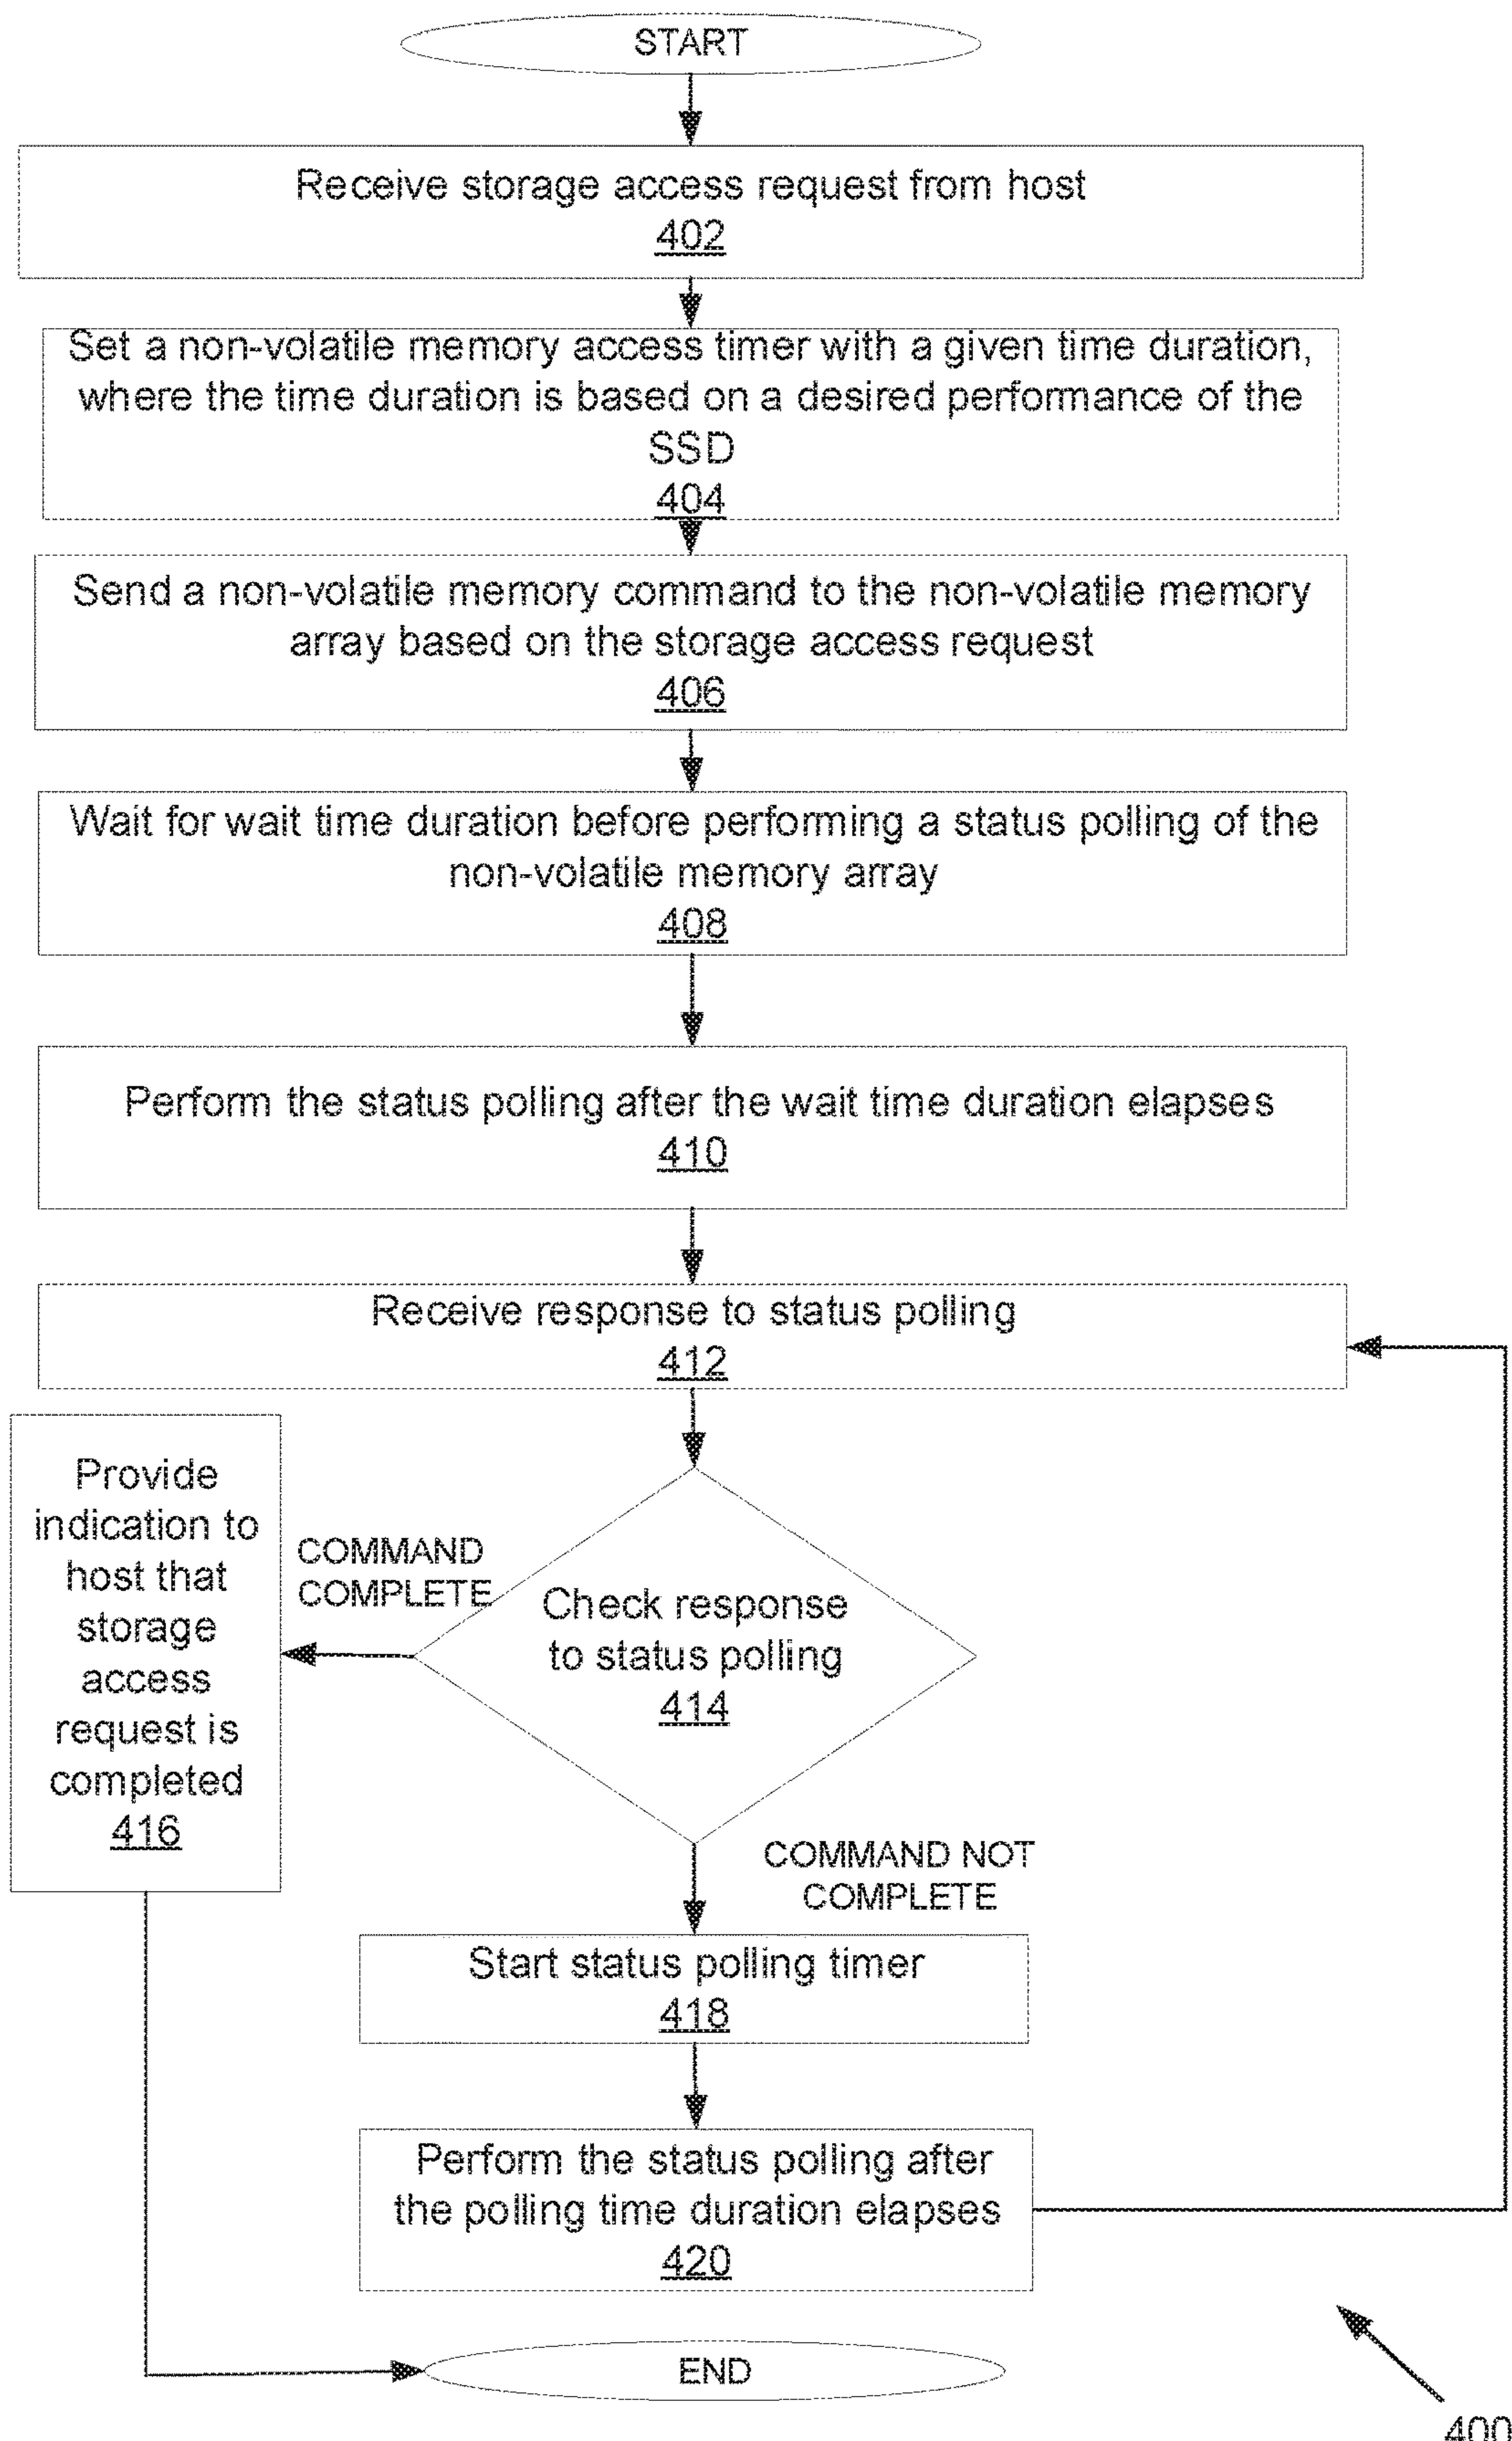 START
Receive storage access request from host
402
Set a non-volatile memory access timer with a given time duration,
where the time duration is based on a desired performance of the
SSD
404
Send a non-volatile memory command to the non-volatile memory
array based on the storage access request
406
Wait for wait time duration before performing a status polling of the
non-volatile memory array
408
Perform the status polling after the wait time duration elapses
410
Receive response to status polling
412
Provide
indication to
host that
storage
access
request is
completed
416
COMMAND
COMPLETE
Check response
to status polling
414
COMMAND NOT
COMPLETE
Start status polling timer
418
Perform the status polling after
the polling time duration elapses
420
END
400